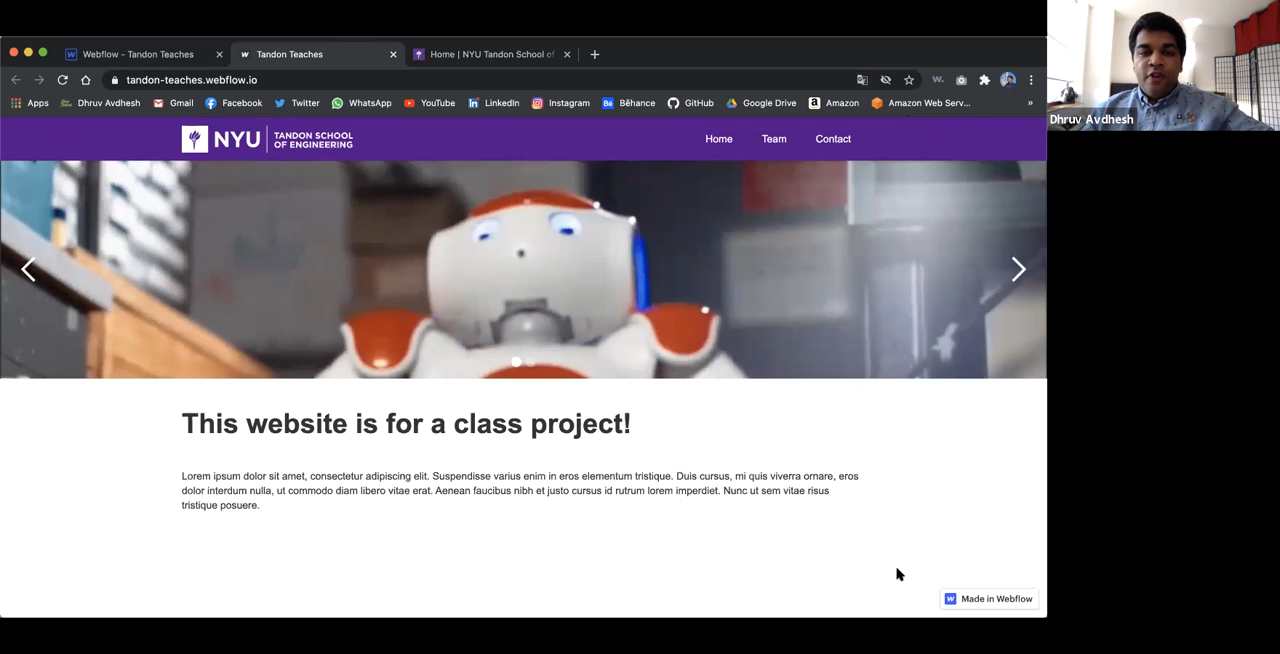 Webflow - Tandon Teaches
Tandon Teaches
Home | NYU Tandon School of
tandon-teaches.webflow.io
Apps
Dhruv Avdhesh
Gmail
Facebook
Twitter
WhatsApp
YouTube
LinkedIn
Instagram
Bēhance
GitHub
Google Drive
Amazon
Amazon Web Serv...
»
Dhruv Avdhesh
NYU
TANDON SCHOOL
OF ENGINEERING
Home
Team
Contact
This website is for a class project!
Lorem ipsum dolor sit amet, consectetur adipiscing elit. Suspendisse varius enim in eros elementum tristique. Duis cursus, mi quis viverra ornare, eros
dolor interdum nulla, ut commodo diam libero vitae erat. Aenean faucibus nibh et justo cursus id rutrum lorem imperdiet. Nunc ut sem vitae risus
tristique posuere.
Made in Webflow